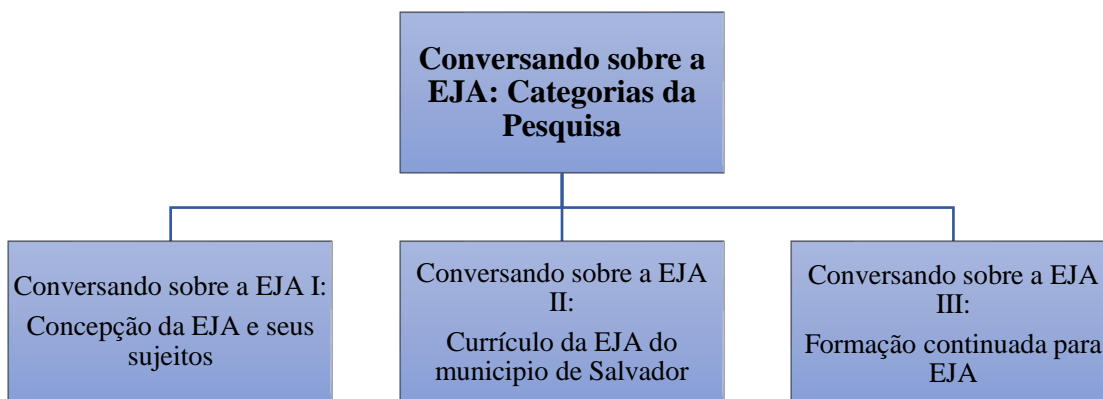 Conversando sobre a
EJA: Categorias da
Pesquisa
Conversando sobre a EJA I:
Concepção da EJA e seus
sujeitos
Conversando sobre a EJA
II:
Currículo da EJA do
municipio de Salvador
Conversando sobre a EJA
III:
Formação continuada para
EJA